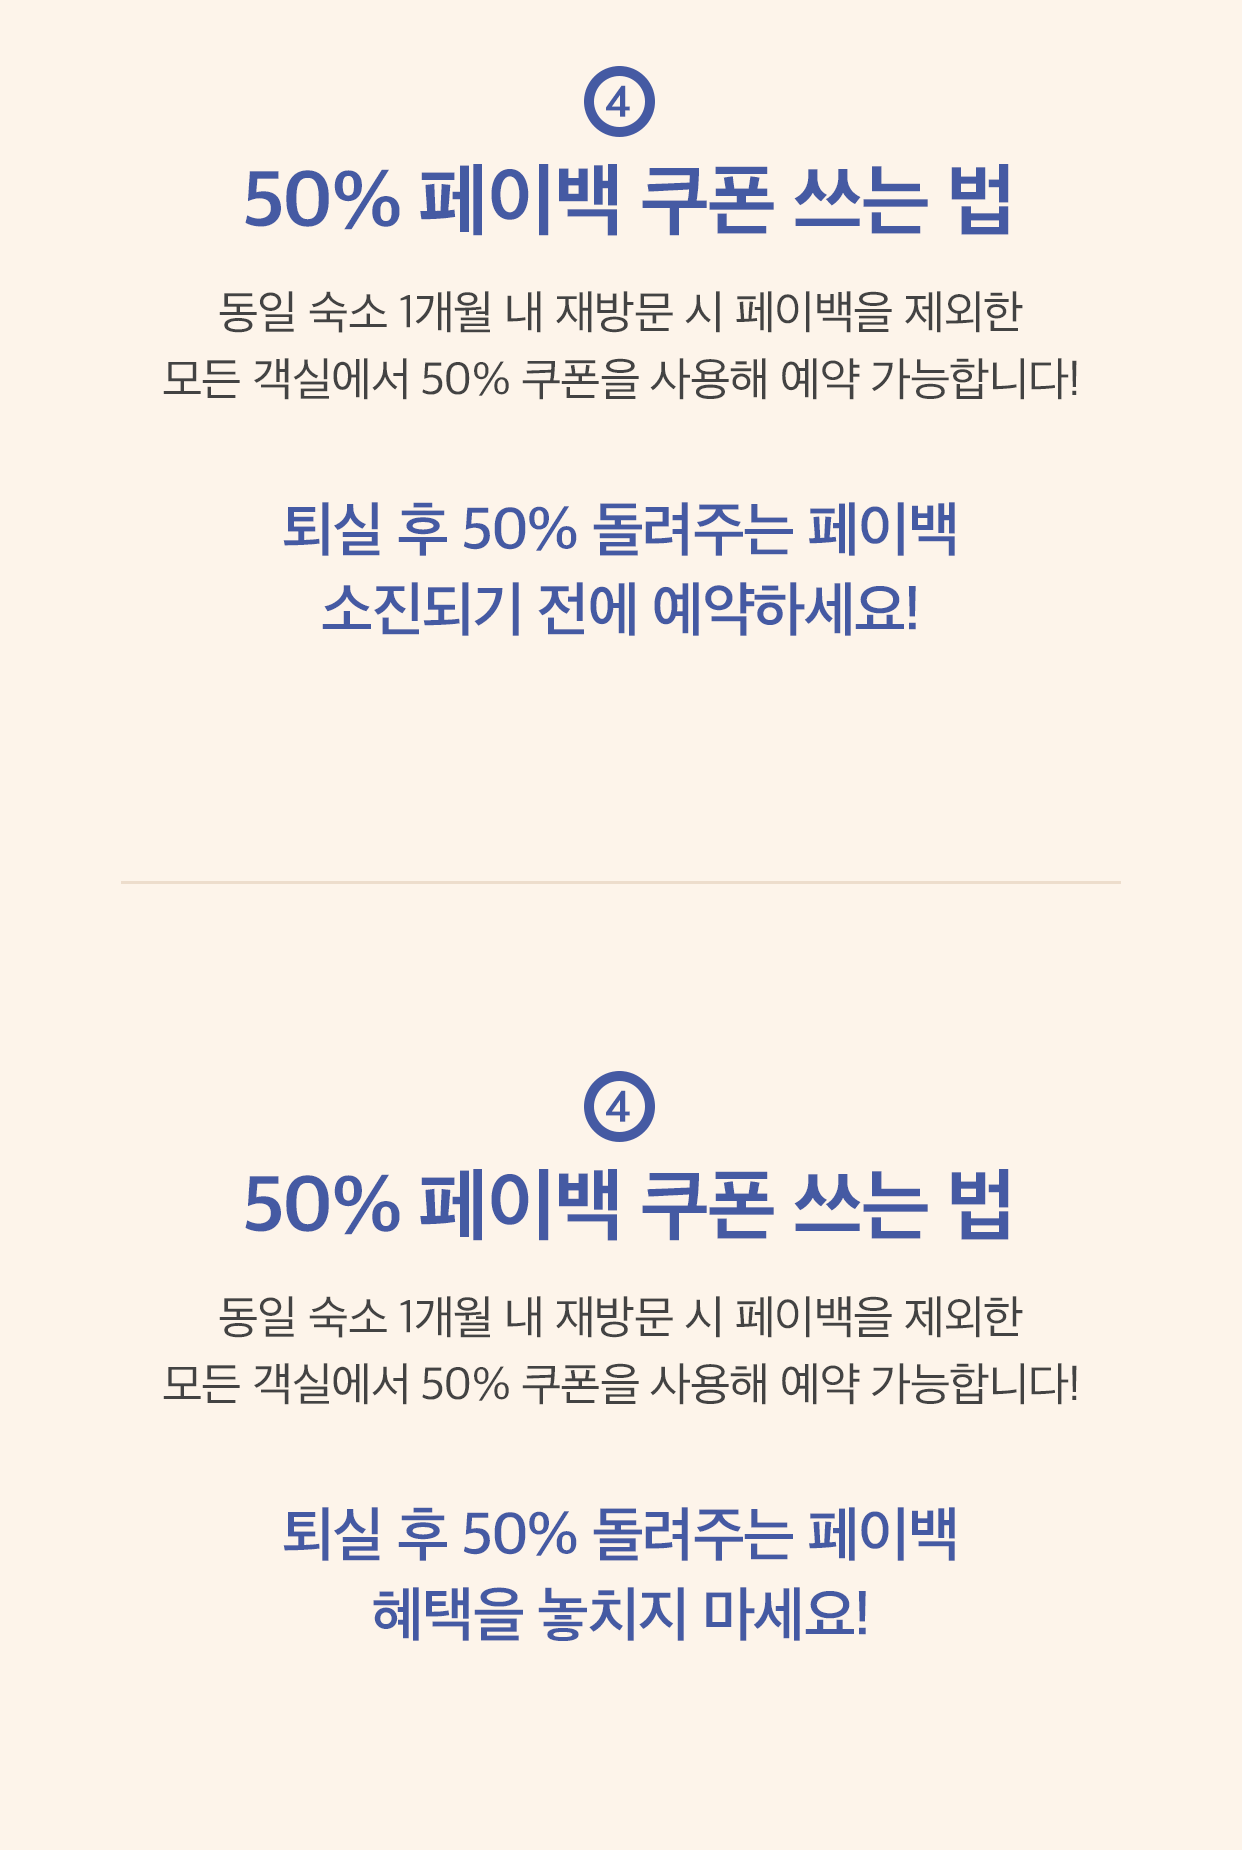 4
50% 페이백 쿠폰 쓰는 법
동일 숙소 1개월 내 재방문 시 페이백을 제외한
모든 객실에서 50% 쿠폰을 사용해 예약 가능합니다!
퇴실 후 50% 돌려주는 페이백
소진되기 전에 예약하세요!
4
50% 페이백 쿠폰 쓰는 법
동일 숙소 1개월 내 재방문 시 페이백을 제외한
모든 객실에서 50% 쿠폰을 사용해 예약 가능합니다!
퇴실 후 50% 돌려주는 페이백
혜택을 놓치지 마세요!